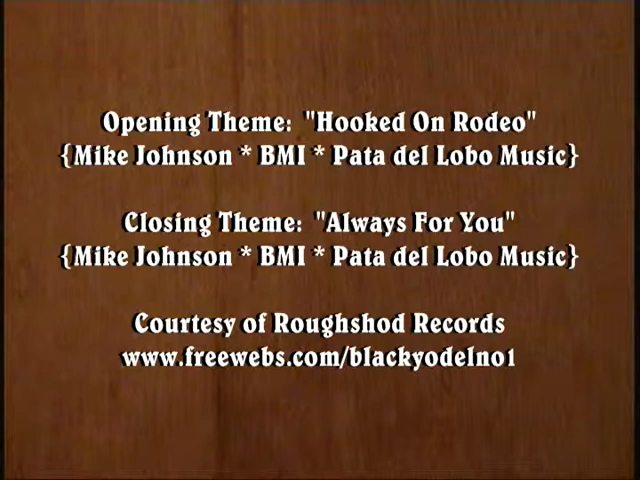 Opening Theme: "Hooked On Rodeo"
{Mike Johnson * BMI * Pata del Lobo Music}
Closing Theme: "Always For You"
{Mike Johnson * BMI * Pata del Lobo Music}
Courtesy of Roughshod Records
www.freewebs.com/blackyodelno1